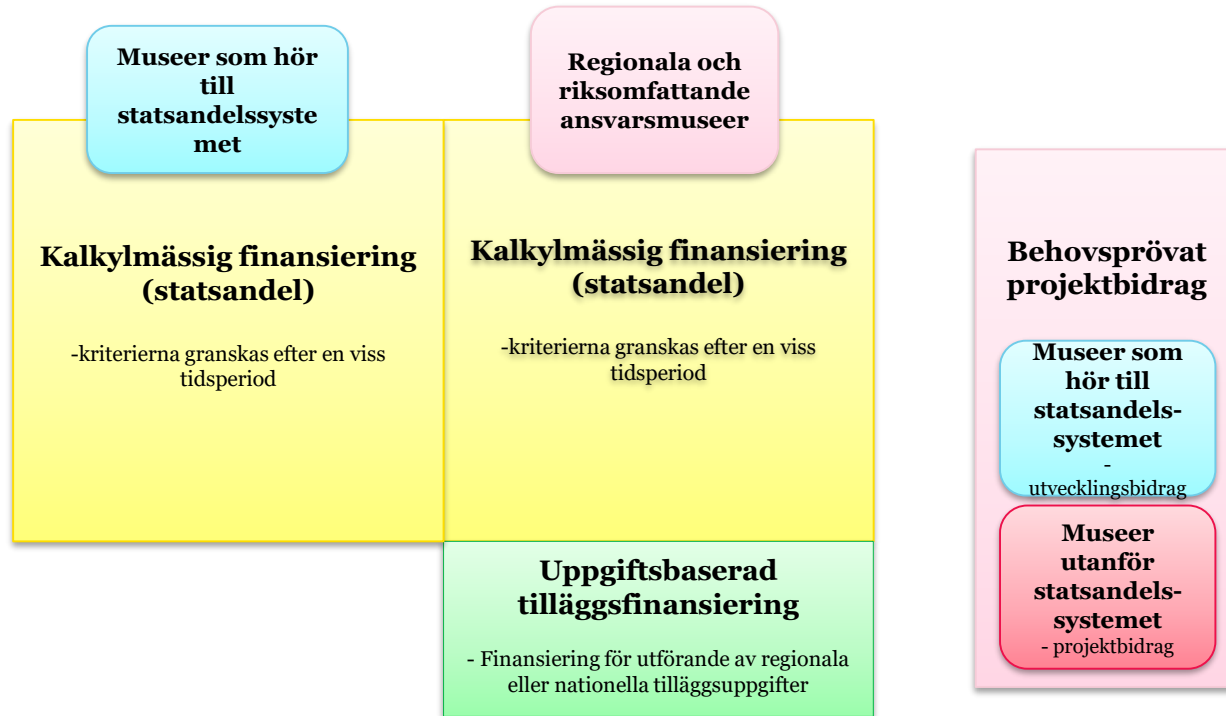 Museer som hör
till
statsandelssyste
met
Regionala och
riksomfattande
ansvarsmuseer
Kalkylmässig finansiering
(statsandel)
-kriterierna granskas efter en viss
tidsperiod
Kalkylmässig finansiering
(statsandel)
-kriterierna granskas efter en viss
tidsperiod
Uppgiftsbaserad
tilläggsfinansiering
- Finansiering för utförande av regionala
eller nationella tilläggsuppgifter
Behovsprövat
projektbidrag
Museer som
hör till
statsandels-
systemet
-
utvecklingsbidrag
Museer
utanför
statsandels-
systemet
- projektbidrag